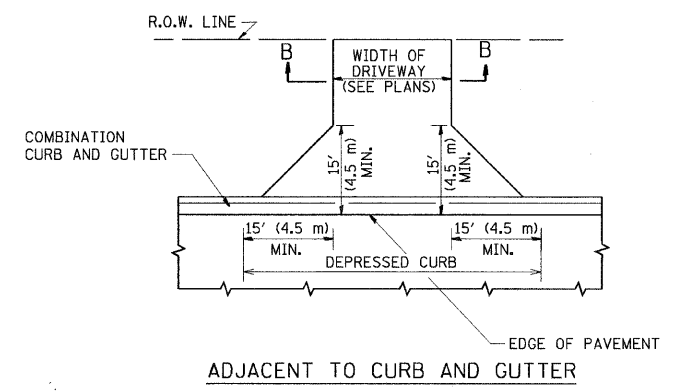 R.O.W. LINE
B
B
WIDTH OF
DRIVEWAY
(SEE PLANS)
COMBINATION
CURB AND GUTTER
15'
(4.5 m)
MIN.
15'
(4.5 m)
MIN.
15' (4.5 m)
MIN.
15' (4.5 m)
MIN.
DEPRESSED CURB
EDGE OF PAVEMENT
ADJACENT TO CURB AND GUTTER